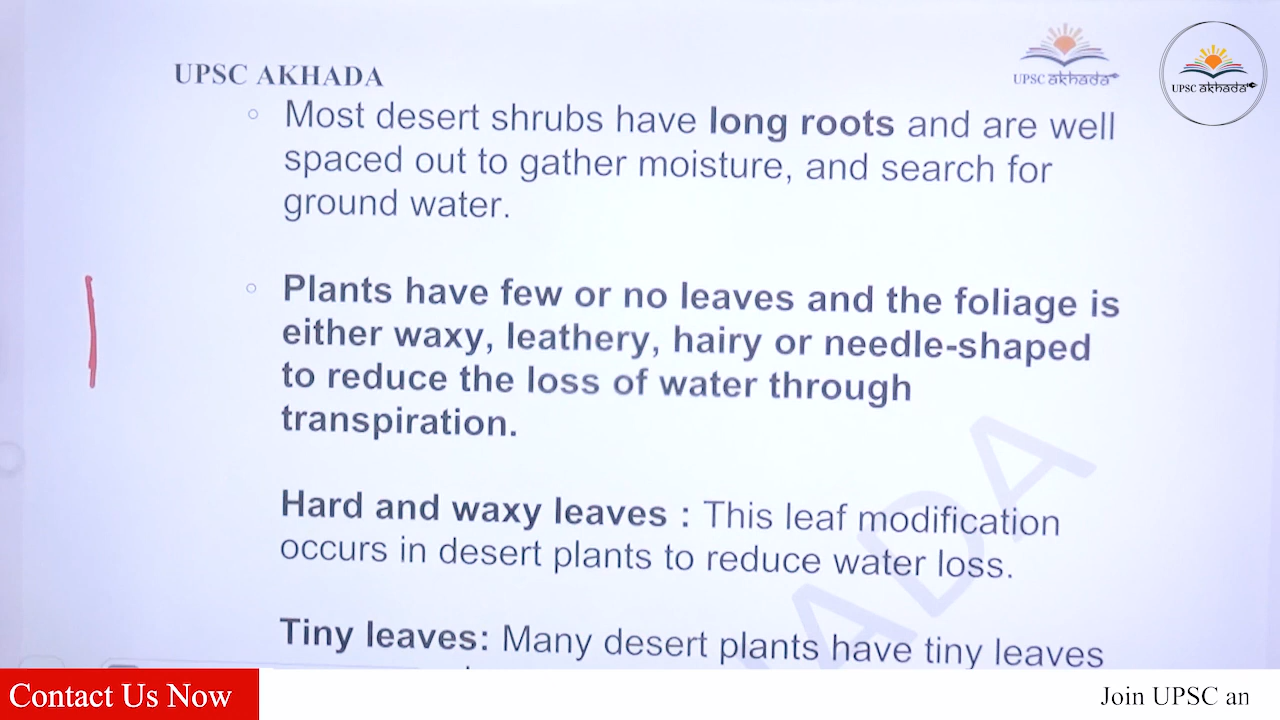 UPSC AKHADA
UPSC akhada
UPSC akhada
Most desert shrubs have long roots and are well
spaced out to gather moisture, and search for
ground water.
Plants have few or no leaves and the foliage is
either waxy, leathery, hairy or needle-shaped
to reduce the loss of water through
transpiration.
Hard and waxy leaves : This leaf modification
occurs in desert plants to reduce water loss.
Tiny leaves: Many desert plants have tiny leaves
ADA
Contact Us Now
Join UPSC an